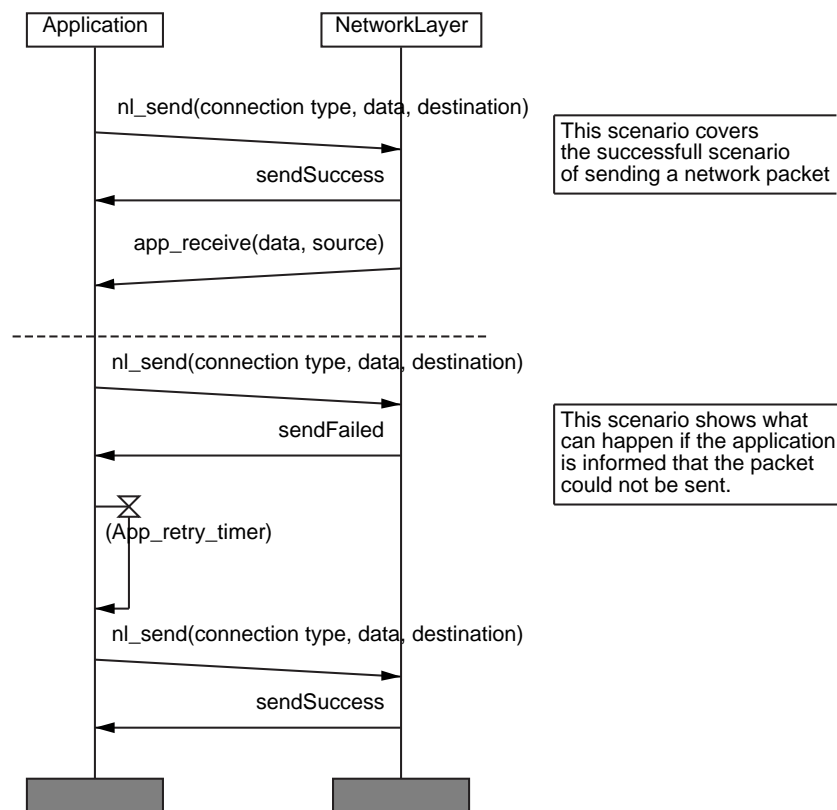 Application
NetworkLayer
nl_send(connection type, data, destination)
This scenario covers
the successfull scenario
of sending a network packet
sendSuccess
app_receive(data, source)
nl_send(connection type, data, destination)
sendFailed
This scenario shows what
can happen if the application
is informed that the packet
could not be sent.
(App_retry_timer)
nl_send(connection type, data, destination)
sendSuccess